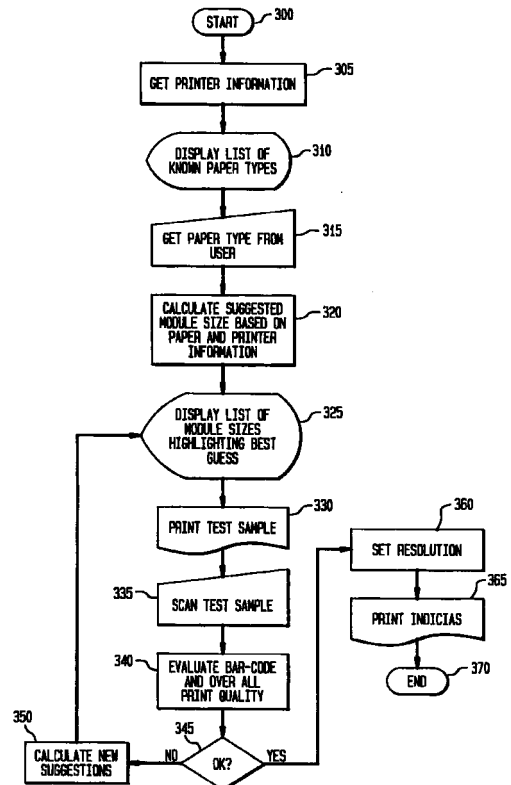 START
300
GET PRINTER INFORMATION
305
DISPLAY LIST OF
KNOWN PAPER TYPES
310
GET PAPER TYPE FROM
USER
315
CALCULATE SUGGESTED
MODULE SIZE BASED ON
PAPER AND PRINTER
INFORMATION
320
DISPLAY LIST OF
MODULE SIZES
HIGHLIGHTING BEST
GUESS
325
PRINT TEST SAMPLE
330
335
SCAN TEST SAMPLE
340
EVALUATE BAR-CODE
AND OVER ALL
PRINT QUALITY
345
OK?
NO
YES
350
CALCULATE NEW
SUGGESTIONS
360
SET RESOLUTION
365
PRINT INDICIAS
END
370